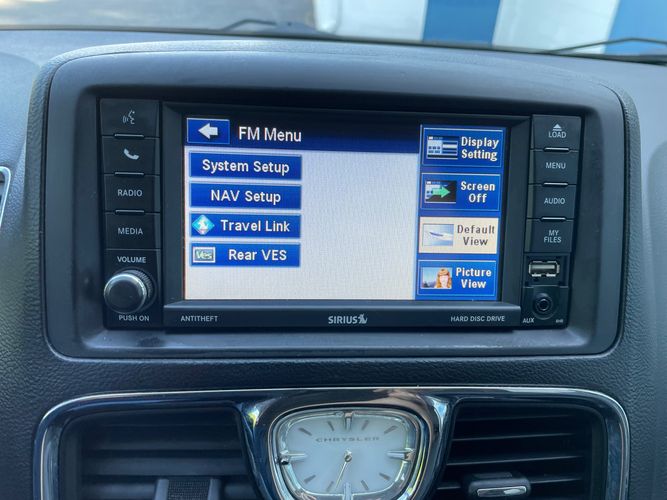 FM Menu
System Setup
NAV Setup
Travel Link
Ves
Rear VES
Display
Setting
Screen
Off
Default
View
Picture
View
RADIO
MEDIA
VOLUME
PUSH ON
LOAD
MENU
AUDIO
MY
FILES
AUX
ANTITHEFT
SIRIUS
HARD DISC DRIVE
CHRYSLER